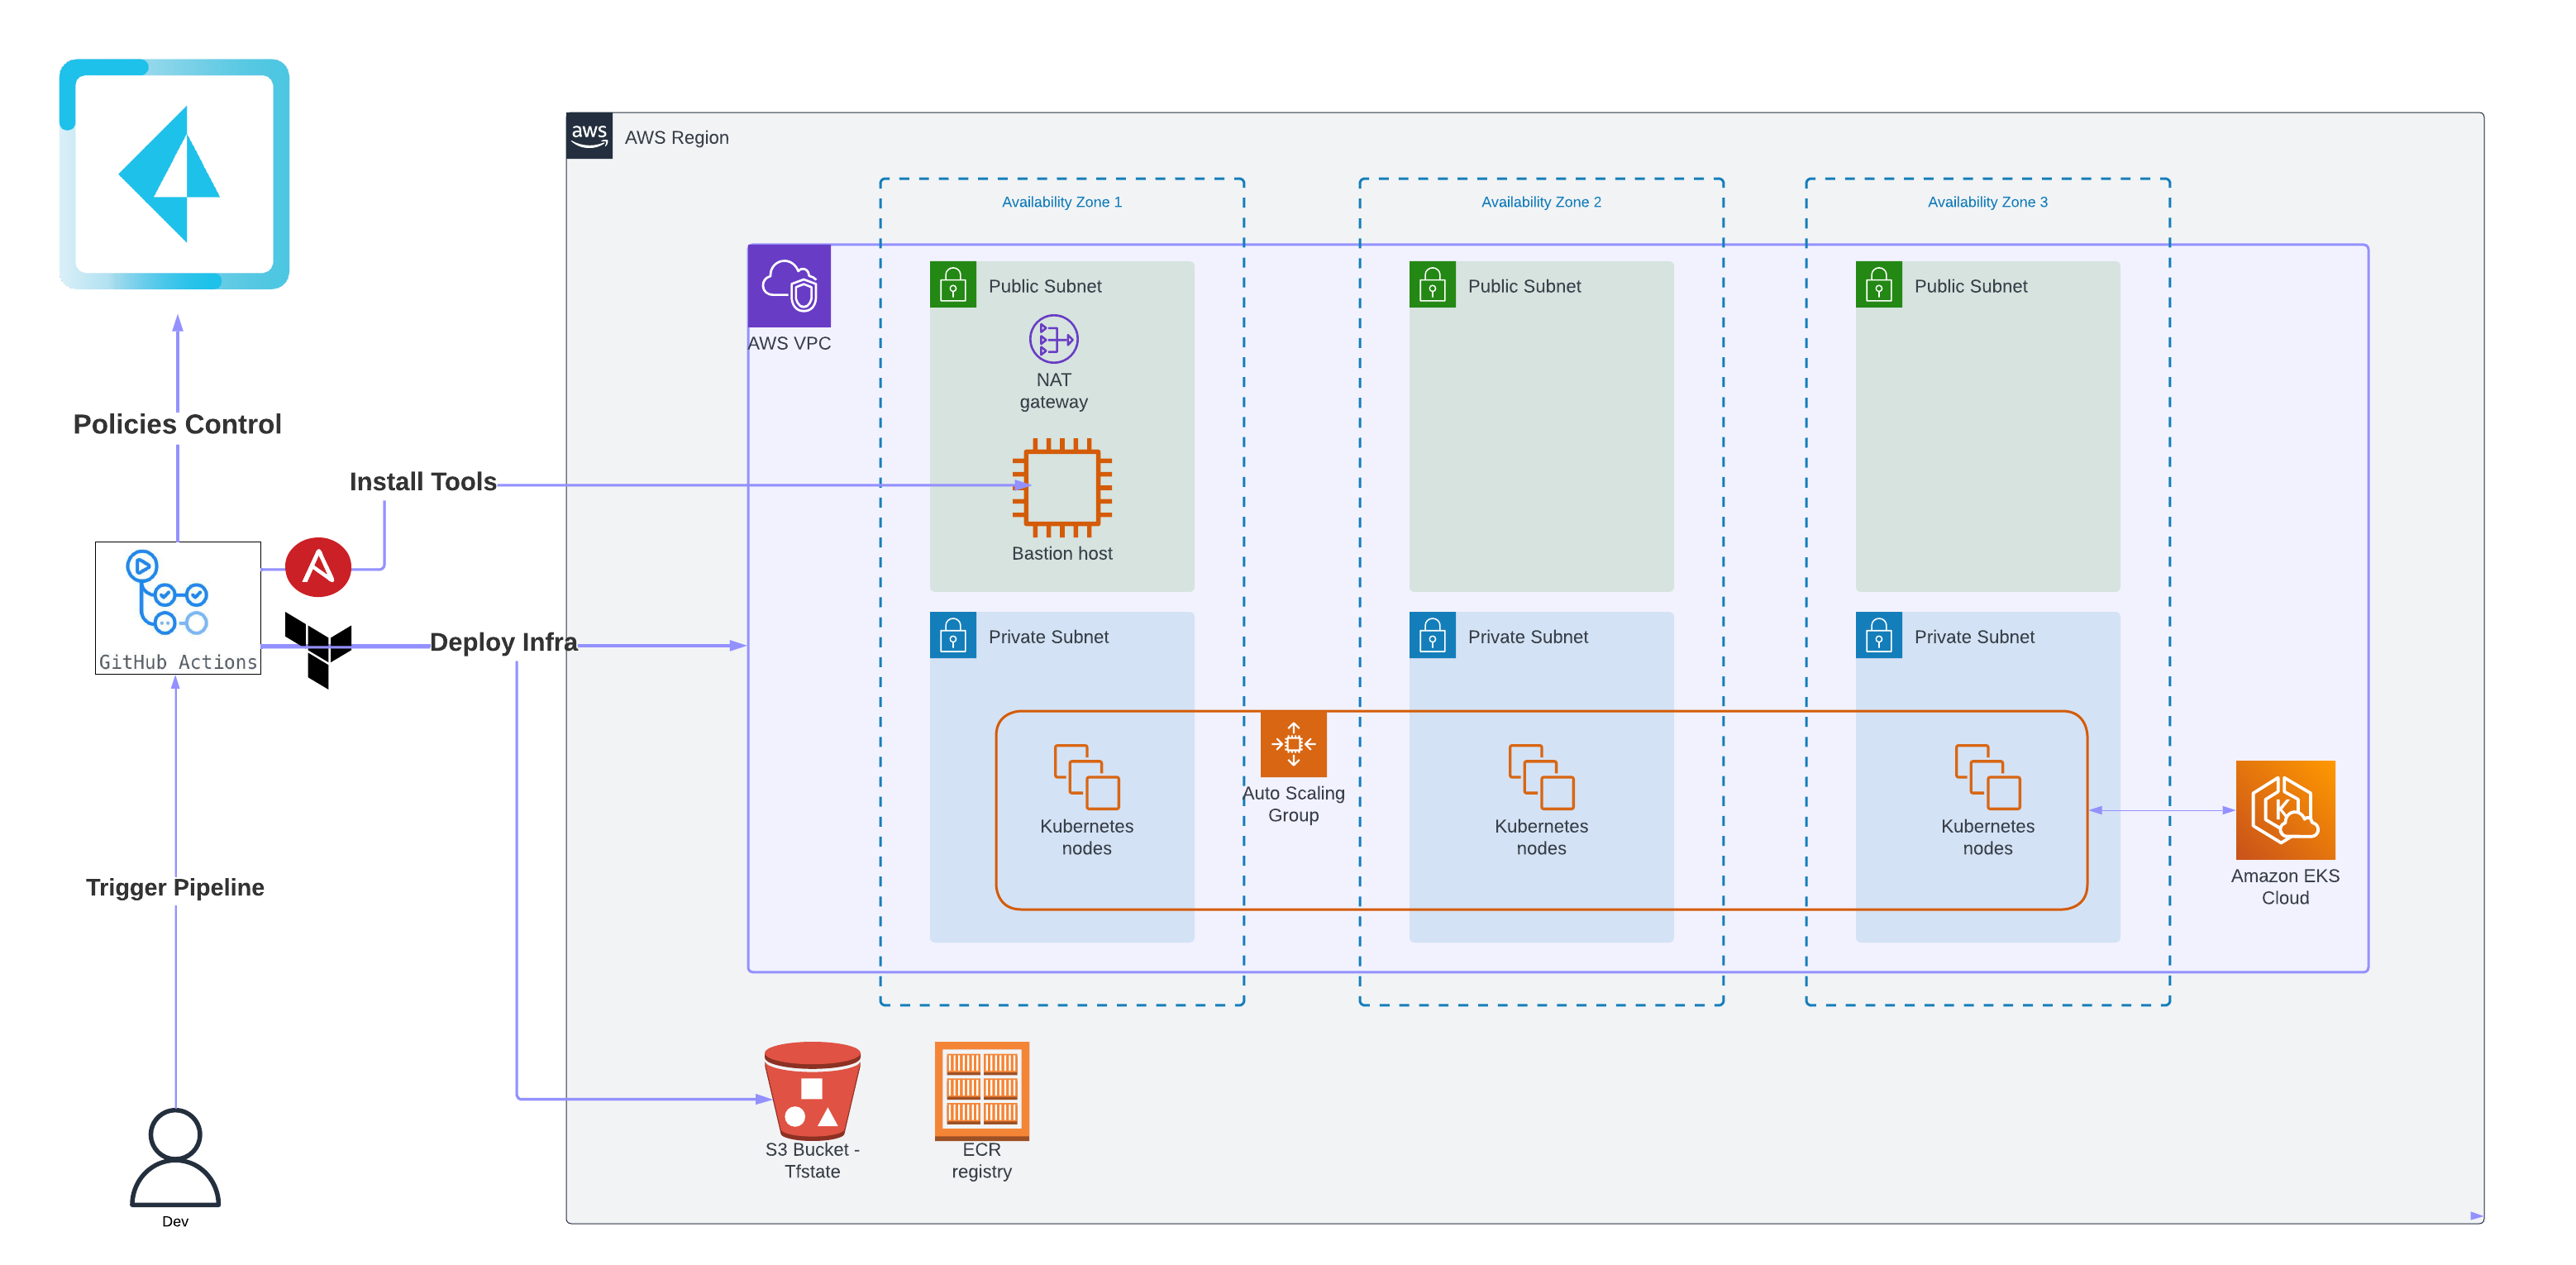 aws
AWS Region
Availability Zone 1
Availability Zone 2
Availability Zone 3
AWS VPC
Public Subnet
Public Subnet
Public Subnet
NAT
gateway
Policies Control
Install Tools
Bastion host
GitHub Actions
Deploy Infra
Private Subnet
Private Subnet
Private Subnet
Auto Scaling
Group
Kubernetes
nodes
Kubernetes
nodes
Kubernetes
nodes
K
Amazon EKS
Cloud
Trigger Pipeline
S3 Bucket -
Tfstate
ECR
registry
Dev